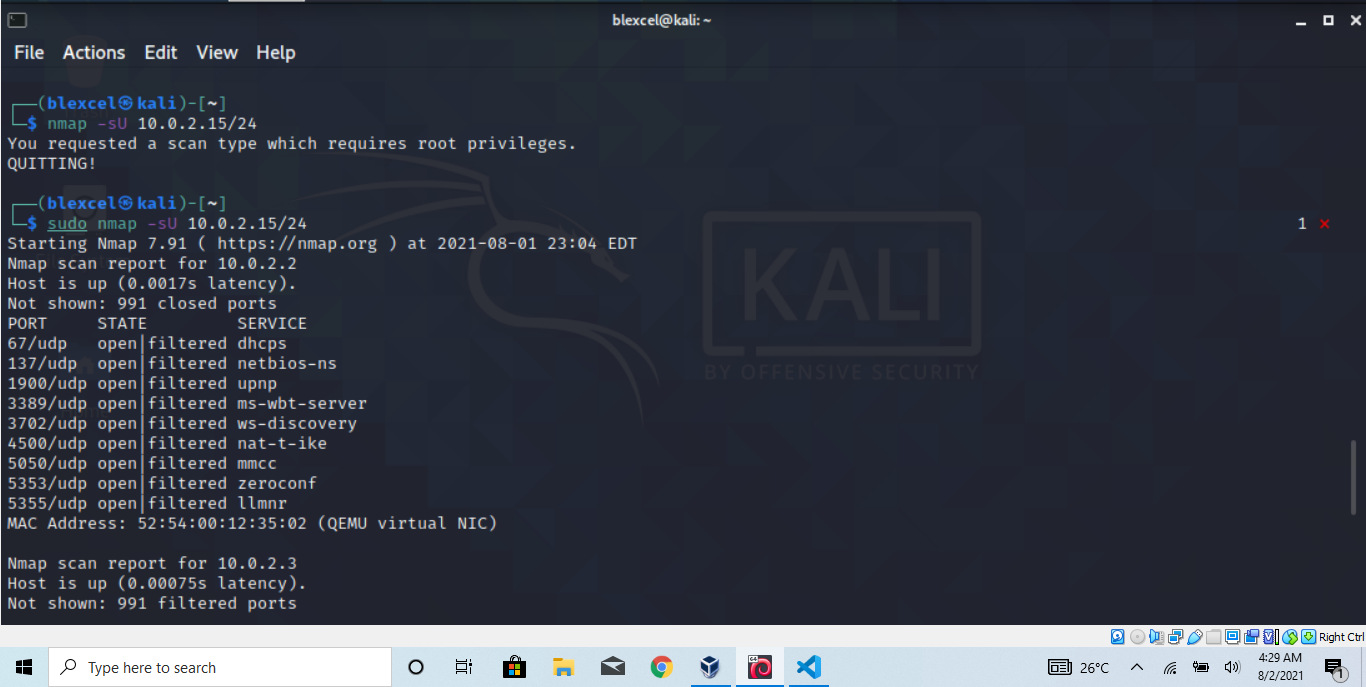 blexcel@kali: ~
File Actions Edit View Help
┌──(blexcel㉿kali)-[~]
└─$ nmap -sU 10.0.2.15/24
You requested a scan type which requires root privileges.
QUITTING!
┌──(blexcel㉿kali)-[~]
└─$ sudo nmap -sU 10.0.2.15/24 1 ⨯
Starting Nmap 7.91 ( https://nmap.org ) at 2021-08-01 23:04 EDT
Nmap scan report for 10.0.2.2
Host is up (0.0017s latency).
Not shown: 991 closed ports
PORT STATE SERVICE
67/udp open|filtered dhcps
137/udp open|filtered netbios-ns
1900/udp open|filtered upnp
3389/udp open|filtered ms-wbt-server
3702/udp open|filtered ws-discovery
4500/udp open|filtered nat-t-ike
5050/udp open|filtered mmcc
5353/udp open|filtered zeroconf
5355/udp open|filtered llmnr
MAC Address: 52:54:00:12:35:02 (QEMU virtual NIC)
Nmap scan report for 10.0.2.3
Host is up (0.00075s latency).
Not shown: 991 filtered ports
KALI
BY OFFENSIVE SECURITY
Right Ctrl
Type here to search
26°C
4:29 AM
8/2/2021
1